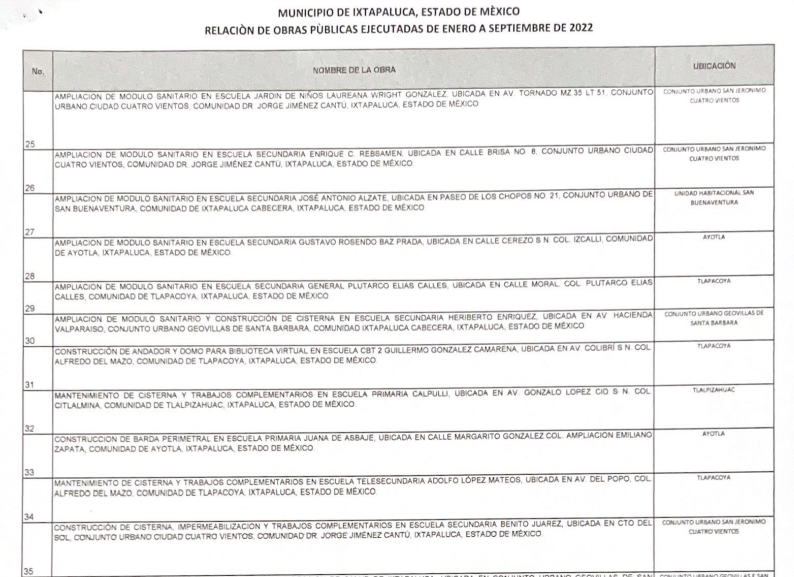 MUNICIPIO DE IXTAPALUCA, ESTADO DE MÈXICO
RELACIÒN DE OBRAS PÙBLICAS EJECUTADAS DE ENERO A SEPTIEMBRE DE 2022
No. NOMBRE DE LA OBRA UBICACIÓN
AMPLIACION DE MODULO SANITARIO EN ESCUELA JARDIN DE NIÑOS LAUREANA WRIGHT GONZALEZ, UBICADA EN AV. TORNADO MZ 35 LT 51, CONJUNTO
URBANO CIUDAD CUATRO VIENTOS, COMUNIDAD DR. JORGE JIMÉNEZ CANTÚ, IXTAPALUCA, ESTADO DE MÉXICO
CONJUNTO URBANO SAN JERONIMO
CUATRO VIENTOS
25
AMPLIACION DE MODULO SANITARIO EN ESCUELA SECUNDARIA ENRIQUE C. REBSAMEN, UBICADA EN CALLE BRISA NO. 8, CONJUNTO URBANO CIUDAD
CUATRO VIENTOS, COMUNIDAD DR. JORGE JIMÉNEZ CANTÚ, IXTAPALUCA, ESTADO DE MÉXICO.
CONJUNTO URBANO SAN JERONIMO
CUATRO VIENTOS
26
AMPLIACION DE MODULO SANITARIO EN ESCUELA SECUNDARIA JOSÉ ANTONIO ALZATE, UBICADA EN PASEO DE LOS CHOPOS NO. 21, CONJUNTO URBANO DE
SAN BUENAVENTURA, COMUNIDAD DE IXTAPALUCA CABECERA, IXTAPALUCA, ESTADO DE MÉXICO
UNIDAD HABITACIONAL SAN
BUENAVENTURA
27
AMPLIACION DE MODULO SANITARIO EN ESCUELA SECUNDARIA GUSTAVO ROSENDO BAZ PRADA, UBICADA EN CALLE CEREZO S N. COL. IZCALLI, COMUNIDAD
DE AYOTLA, IXTAPALUCA, ESTADO DE MÉXICO
AYOTLA
28
AMPLIACION DE MODULO SANITARIO EN ESCUELA SECUNDARIA GENERAL PLUTARCO ELIAS CALLES, UBICADA EN CALLE MORAL, COL. PLUTARCO ELIAS
CALLES, COMUNIDAD DE TLAPACOYA, IXTAPALUCA, ESTADO DE MÉXICO
TLAPACOYA
29
AMPLIACION DE MODULO SANITARIO Y CONSTRUCCIÓN DE CISTERNA EN ESCUELA SECUNDARIA HERIBERTO ENRIQUEZ, UBICADA EN AV HACIENDA
VALPARAISO, CONJUNTO URBANO GEOVILLAS DE SANTA BARBARA, COMUNIDAD IXTAPALUCA CABECERA, IXTAPALUCA, ESTADO DE MÉXICO
CONJUNTO URBANO GEOVILLAS DE
SANTA BARBARA
30
CONSTRUCCIÓN DE ANDADOR Y DOMO PARA BIBLIOTECA VIRTUAL EN ESCUELA CBT 2 GUILLERMO GONZALEZ CAMARENA, UBICADA EN AV. COLIBRÍ S N. COL.
ALFREDO DEL MAZO, COMUNIDAD DE TLAPACOYA, IXTAPALUCA, ESTADO DE MÉXICO.
TLAPACOYA
31
MANTENIMIENTO DE CISTERNA Y TRABAJOS COMPLEMENTARIOS EN ESCUELA PRIMARIA CALPULLI, UBICADA EN AV. GONZALO LOPEZ CID S N. COL.
CITLALMINA, COMUNIDAD DE TLALPIZAHUAC, IXTAPALUCA, ESTADO DE MÉXICO.
TLALPIZAHUAC
32
CONSTRUCCION DE BARDA PERIMETRAL EN ESCUELA PRIMARIA JUANA DE ASBAJE, UBICADA EN CALLE MARGARITO GONZALEZ COL. AMPLIACION EMILIANO
ZAPATA, COMUNIDAD DE AYOTLA, IXTAPALUCA, ESTADO DE MÉXICO.
AYOTLA
33
MANTENIMIENTO DE CISTERNA Y TRABAJOS COMPLEMENTARIOS EN ESCUELA TELESECUNDARIA ADOLFO LÓPEZ MATEOS, UBICADA EN AV. DEL POPO, COL.
ALFREDO DEL MAZO, COMUNIDAD DE TLAPACOYA, IXTAPALUCA, ESTADO DE MÉXICO
TLAPACOYA
34
CONSTRUCCIÓN DE CISTERNA, IMPERMEABILIZACION Y TRABAJOS COMPLEMENTARIOS EN ESCUELA SECUNDARIA BENITO JUAREZ, UBICADA EN CTO DEL
SOL, CONJUNTO URBANO CIUDAD CUATRO VIENTOS, COMUNIDAD DR. JORGE JIMÉNEZ CANTÚ, IXTAPALUCA, ESTADO DE MÉXICO
CONJUNTO URBANO SAN JERONIMO
CUATRO VIENTOS
35